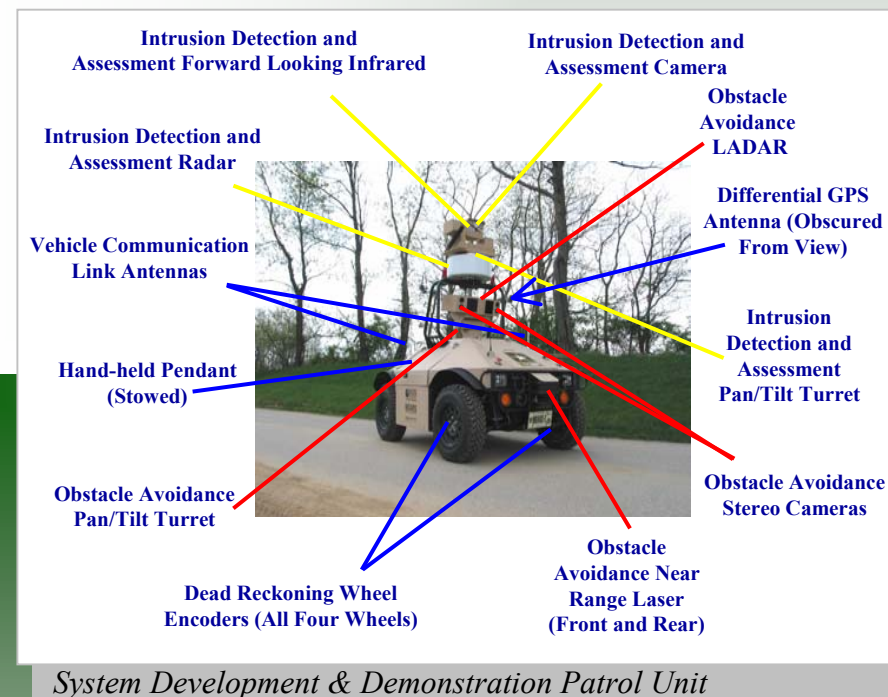 Intrusion Detection and
Assessment Forward Looking Infrared
Intrusion Detection and
Assessment Camera
Obstacle
Avoidance
LADAR
Intrusion Detection and
Assessment Radar
Differential GPS
Antenna (Obscured
From View)
Vehicle Communication
Link Antennas
Intrusion
Detection and
Assessment
Pan/Tilt Turret
Hand-held Pendant
(Stowed)
Obstacle Avoidance
Stereo Cameras
Obstacle Avoidance
Pan/Tilt Turret
Obstacle
Avoidance Near
Range Laser
(Front and Rear)
Dead Reckoning Wheel
Encoders (All Four Wheels)
System Development & Demonstration Patrol Unit